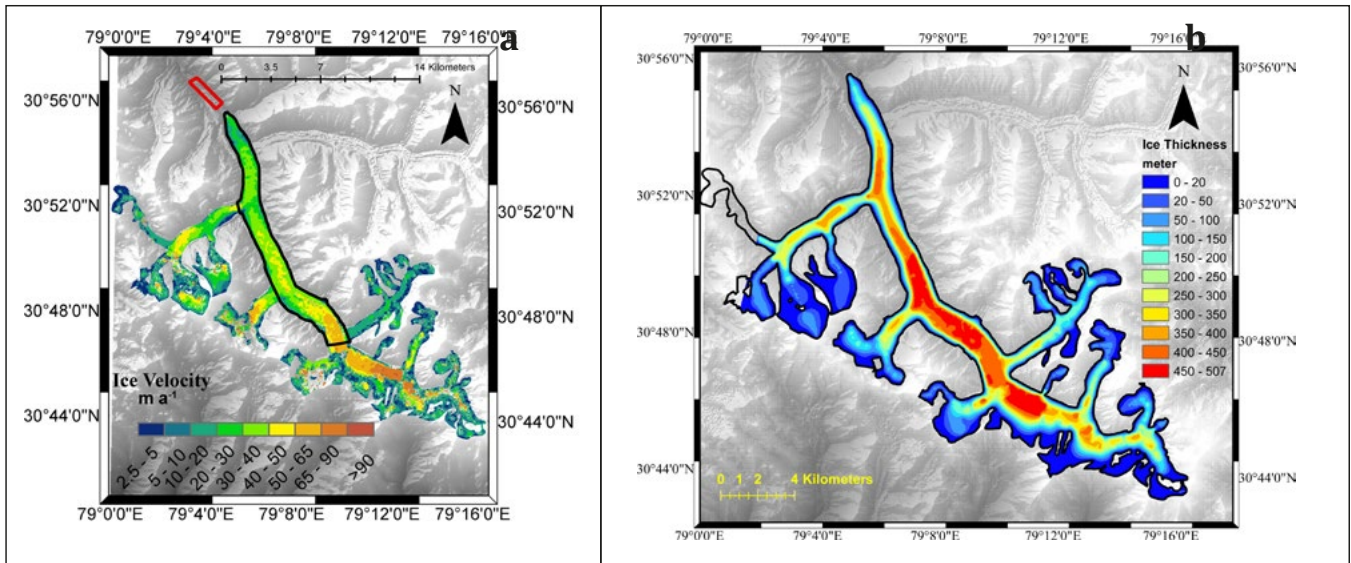 79°0'0"E 79°4'0"E 79°8'0"E 79°12'0"E 79°16'0"E
a
0 3.5 7 14 Kilometers
N
30°56'0"N 30°56'0"N
30°52'0"N 30°52'0"N
30°48'0"N 30°48'0"N
30°44'0"N 30°44'0"N
Ice Velocity
m a⁻¹
2.5 - 5
5 - 10
10 - 20
20 - 30
30 - 40
40 - 50
50 - 65
65 - 90
>90
79°0'0"E 79°4'0"E 79°8'0"E 79°12'0"E 79°16'0"E
79°0'0"E 79°4'0"E 79°8'0"E 79°12'0"E 79°16'0"E
b
30°56'0"N 30°56'0"N
N
Ice Thickness
meter
0 - 20
20 - 50
50 - 100
100 - 150
150 - 200
200 - 250
250 - 300
300 - 350
350 - 400
400 - 450
450 - 507
30°52'0"N 30°52'0"N
30°48'0"N 30°48'0"N
30°44'0"N 30°44'0"N
0 1 2 4 Kilometers
79°0'0"E 79°4'0"E 79°8'0"E 79°12'0"E 79°16'0"E